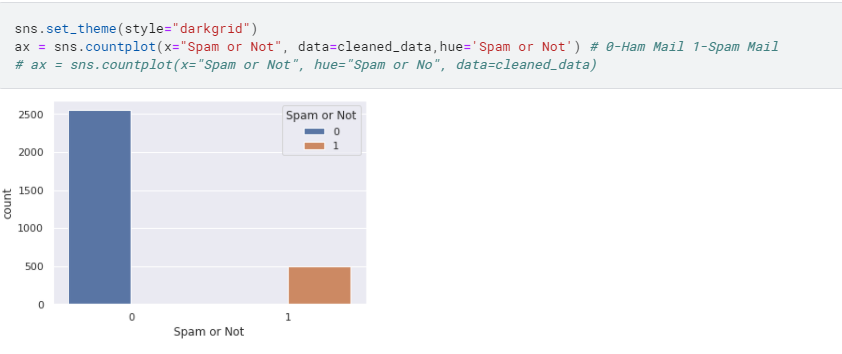 sns.set_theme(style="darkgrid")
ax = sns.countplot(x="Spam or Not", data=cleaned_data,hue='Spam or Not') # 0-Ham Mail 1-Spam Mail
# ax = sns.countplot(x="Spam or Not", hue="Spam or No", data=cleaned_data)
Spam or Not
0
1
2500
2000
1500
1000
500
0
count
0 1
Spam or Not